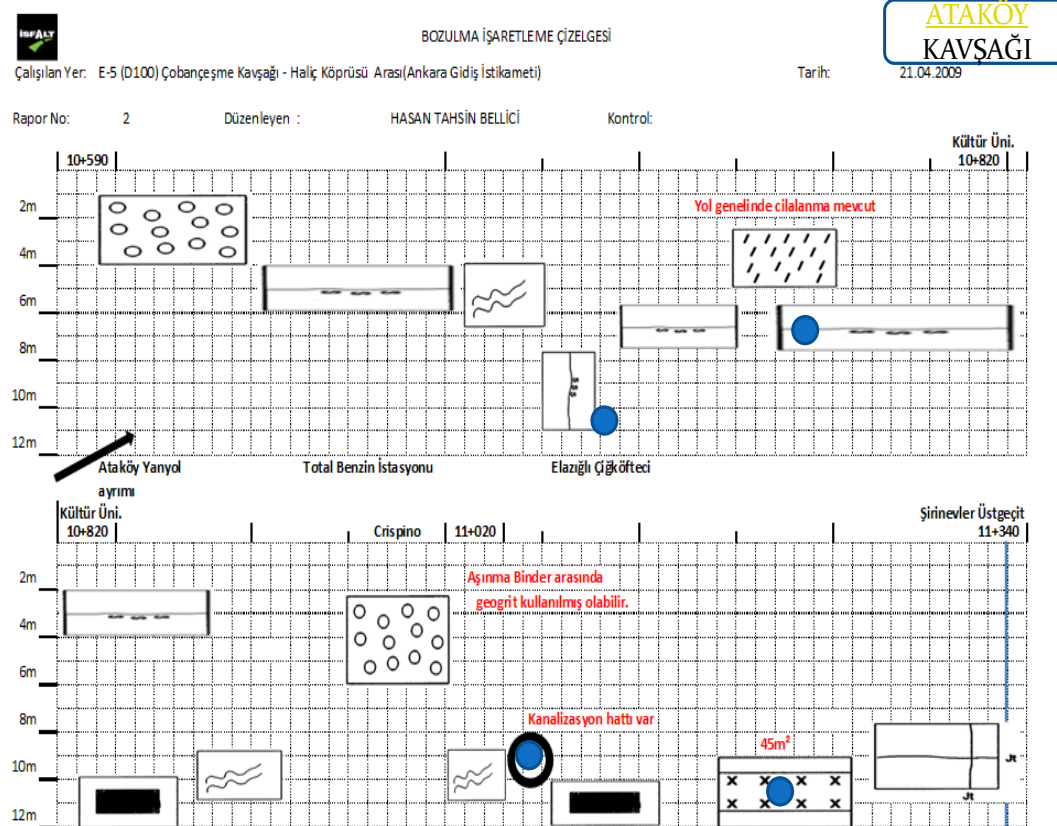 İSFALT
BOZULMA İŞARETLEME ÇİZELGESİ
ATAKÖY
KAVŞAĞI
Çalışılan Yer: E-5 (D100) Çobançeşme Kavşağı - Haliç Köprüsü Arası(Ankara Gidiş İstikameti)
Tarih: 21.04.2009
Rapor No: 2 Düzenleyen : HASAN TAHSİN BELLİCİ Kontrol:
Kültür Üni.
10+590 10+820
2m
Yol genelinde cilalanma mevcut
4m
6m
8m
10m
12m
Ataköy Yanyol
ayrımı
Total Benzin İstasyonu
Elazığlı Çiğköfteci
Kültür Üni.
Şirinevler Üstgeçit
10+820 Crispino 11+020 11+340
2m
Aşınma Binder arasında
geogrit kullanılmış olabilir.
4m
6m
8m
Kanalizasyon hattı var
45m²
10m
Jt
Jt
12m